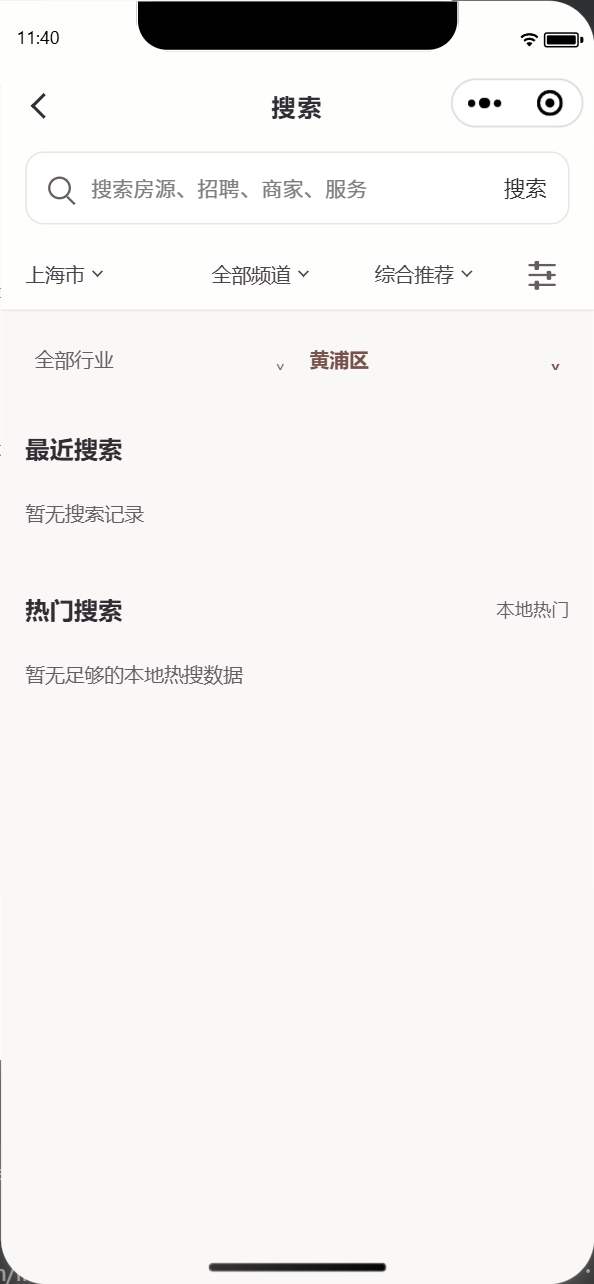 11:40
搜索
搜索房源、招聘、商家、服务 搜索
上海市 全部频道 综合推荐
全部行业 v 黄浦区 v
最近搜索
暂无搜索记录
热门搜索 本地热门
暂无足够的本地热搜数据